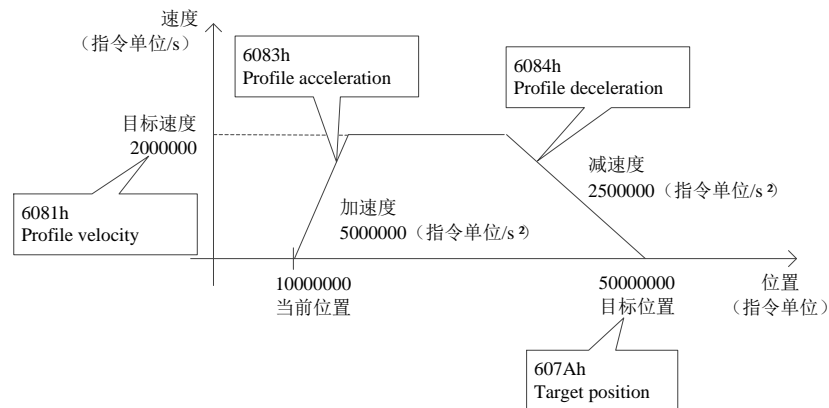 速度
（指令单位/s）
6083h
Profile acceleration
6084h
Profile deceleration
目标速度
2000000
6081h
Profile velocity
加速度
5000000（指令单位/s²）
减速度
2500000（指令单位/s²）
10000000
当前位置
50000000
目标位置
位置
（指令单位）
607Ah
Target position